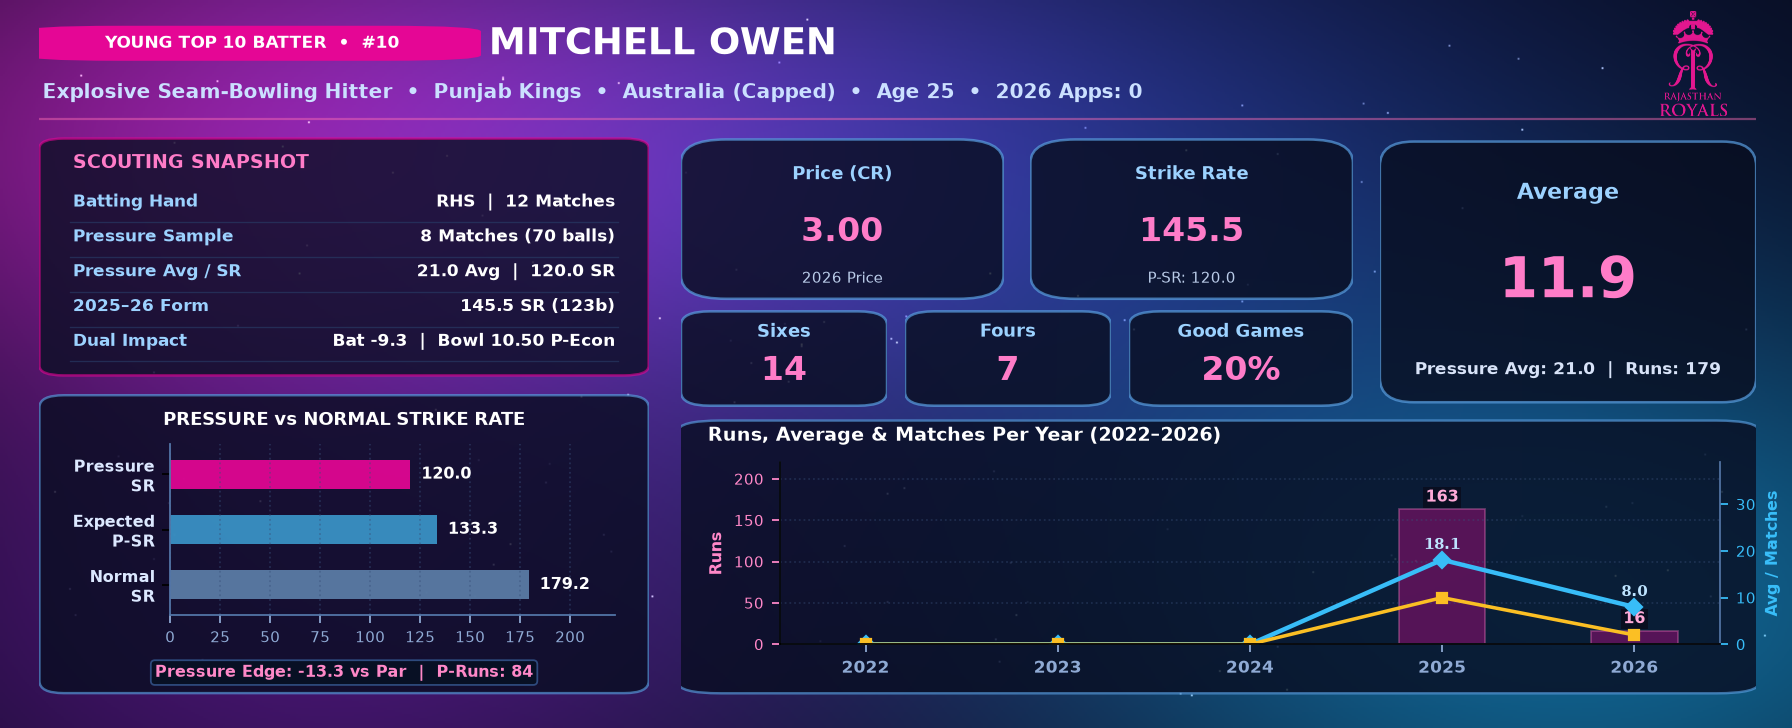 YOUNG TOP 10 BATTER • #10
MITCHELL OWEN
Explosive Seam-Bowling Hitter • Punjab Kings • Australia (Capped) • Age 25 • 2026 Apps: 0
RAJASTHAN
ROYALS
SCOUTING SNAPSHOT
Batting Hand RHS | 12 Matches
Pressure Sample 8 Matches (70 balls)
Pressure Avg / SR 21.0 Avg | 120.0 SR
2025–26 Form 145.5 SR (123b)
Dual Impact Bat -9.3 | Bowl 10.50 P-Econ
Price (CR)
3.00
2026 Price
Strike Rate
145.5
P-SR: 120.0
Average
11.9
Pressure Avg: 21.0 | Runs: 179
Sixes
14
Fours
7
Good Games
20%
PRESSURE vs NORMAL STRIKE RATE
Pressure
SR
120.0
Expected
P-SR
133.3
Normal
SR
179.2
0 25 50 75 100 125 150 175 200
Pressure Edge: -13.3 vs Par | P-Runs: 84
Runs, Average & Matches Per Year (2022–2026)
Runs
200
150
100
50
0
163
18.1
8.0
16
30
20
10
0
Avg / Matches
2022 2023 2024 2025 2026